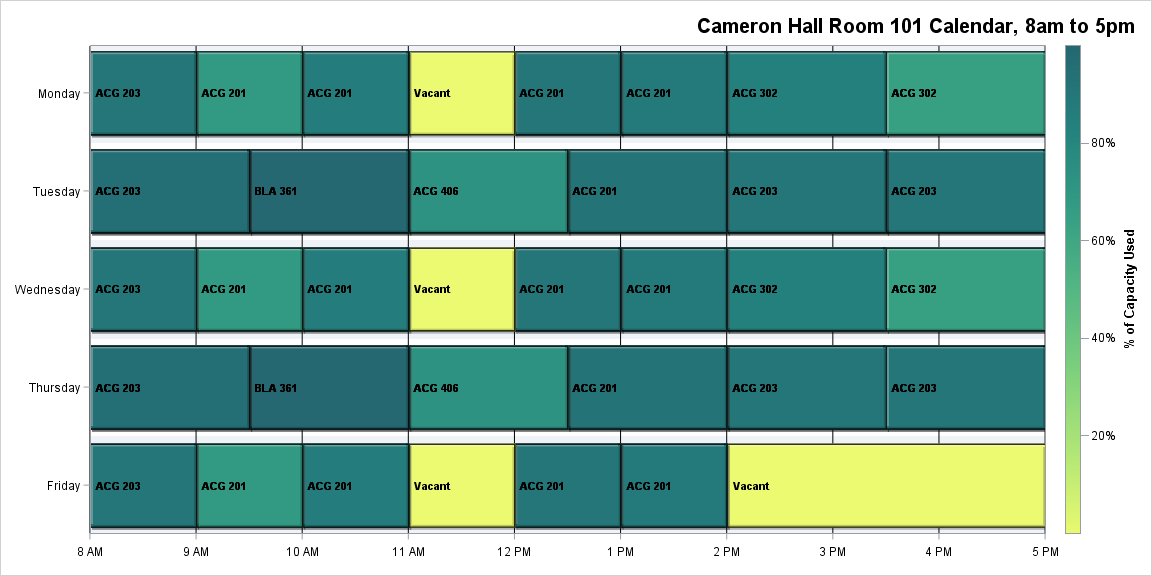 Cameron Hall Room 101 Calendar, 8am to 5pm
Monday
ACG 203
ACG 201
ACG 201
Vacant
ACG 201
ACG 201
ACG 302
ACG 302
Tuesday
ACG 203
BLA 361
ACG 406
ACG 201
ACG 203
ACG 203
Wednesday
ACG 203
ACG 201
ACG 201
Vacant
ACG 201
ACG 201
ACG 302
ACG 302
Thursday
ACG 203
BLA 361
ACG 406
ACG 201
ACG 203
ACG 203
Friday
ACG 203
ACG 201
ACG 201
Vacant
ACG 201
ACG 201
Vacant
8 AM
9 AM
10 AM
11 AM
12 PM
1 PM
2 PM
3 PM
4 PM
5 PM
80%
60%
40%
20%
% of Capacity Used